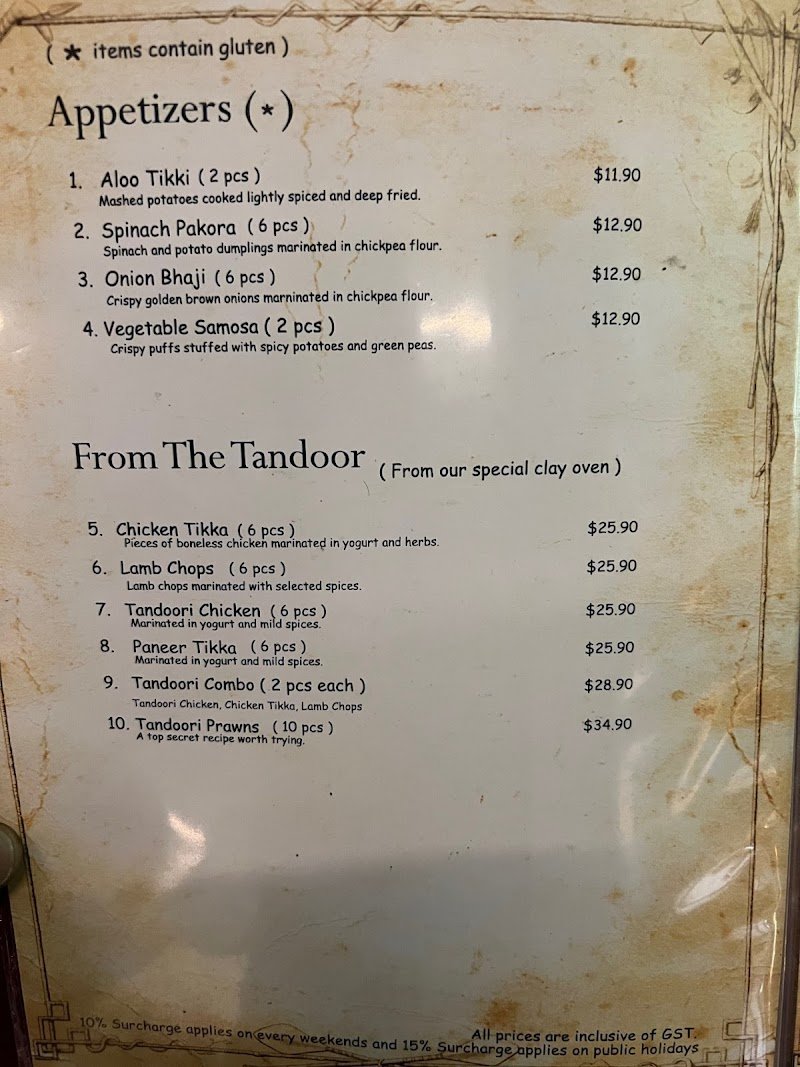 ( * items contain gluten )
Appetizers (*)
1. Aloo Tikki ( 2 pcs ) $11.90
Mashed potatoes cooked lightly spiced and deep fried.
2. Spinach Pakora ( 6 pcs ) $12.90
Spinach and potato dumplings marinated in chickpea flour.
3. Onion Bhaji ( 6 pcs ) $12.90
Crispy golden brown onions marninated in chickpea flour.
4. Vegetable Samosa ( 2 pcs ) $12.90
Crispy puffs stuffed with spicy potatoes and green peas.
From The Tandoor ( From our special clay oven )
5. Chicken Tikka ( 6 pcs ) $25.90
Pieces of boneless chicken marinated in yogurt and herbs.
6. Lamb Chops ( 6 pcs ) $25.90
Lamb chops marinated with selected spices.
7. Tandoori Chicken ( 6 pcs ) $25.90
Marinated in yogurt and mild spices.
8. Paneer Tikka ( 6 pcs ) $25.90
Marinated in yogurt and mild spices.
9. Tandoori Combo ( 2 pcs each ) $28.90
Tandoori Chicken, Chicken Tikka, Lamb Chops
10. Tandoori Prawns ( 10 pcs ) $34.90
A top secret recipe worth trying.
All prices are inclusive of GST.
10% Surcharge applies on every weekends and 15% Surcharge applies on public holidays